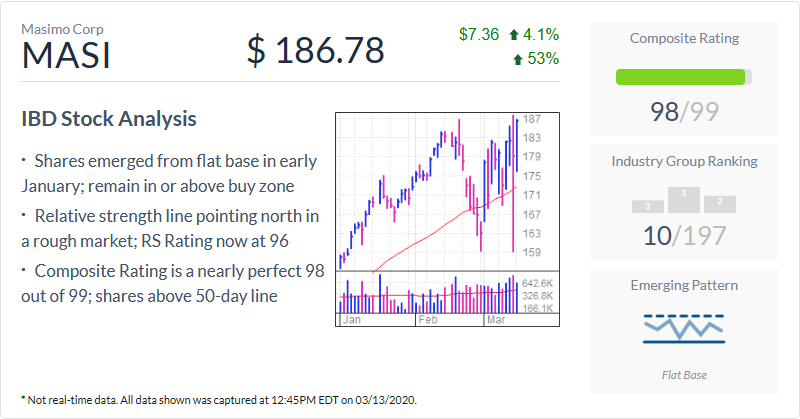 Masimo Corp
MASI
$ 186.78
$7.36 4.1%
53%
IBD Stock Analysis
· Shares emerged from flat base in early
January; remain in or above buy zone
· Relative strength line pointing north in
a rough market; RS Rating now at 96
· Composite Rating is a nearly perfect 98
out of 99; shares above 50-day line
187
183
179
175
171
167
163
159
642.6K
326.8K
166.1K
Jan Feb Mar
Composite Rating
98/99
Industry Group Ranking
3 1 2
10/197
Emerging Pattern
Flat Base
* Not real-time data. All data shown was captured at 12:45PM EDT on 03/13/2020.